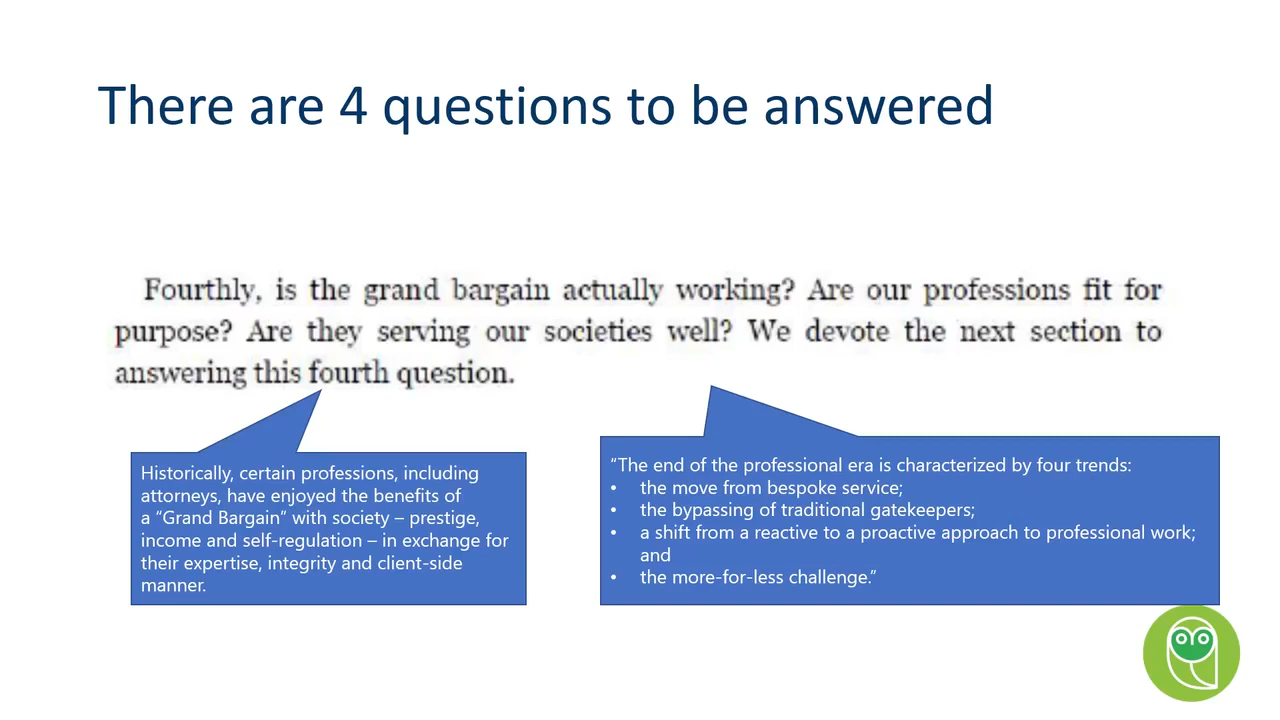 There are 4 questions to be answered
Fourthly, is the grand bargain actually working? Are our professions fit for
purpose? Are they serving our societies well? We devote the next section to
answering this fourth question.
Historically, certain professions, including
attorneys, have enjoyed the benefits of
a “Grand Bargain” with society – prestige,
income and self-regulation – in exchange for
their expertise, integrity and client-side
manner.
“The end of the professional era is characterized by four trends:
• the move from bespoke service;
• the bypassing of traditional gatekeepers;
• a shift from a reactive to a proactive approach to professional work;
and
• the more-for-less challenge.”